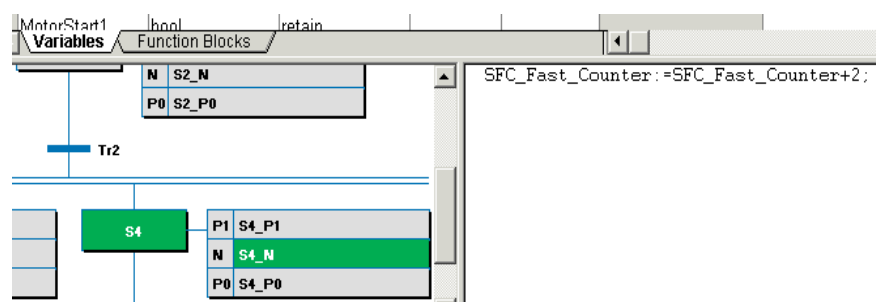 MotorStart1 bool retain
Variables Function Blocks
N S2_N
P0 S2_P0
Tr2
S4
P1 S4_P1
N S4_N
P0 S4_P0
SFC_Fast_Counter:=SFC_Fast_Counter+2;